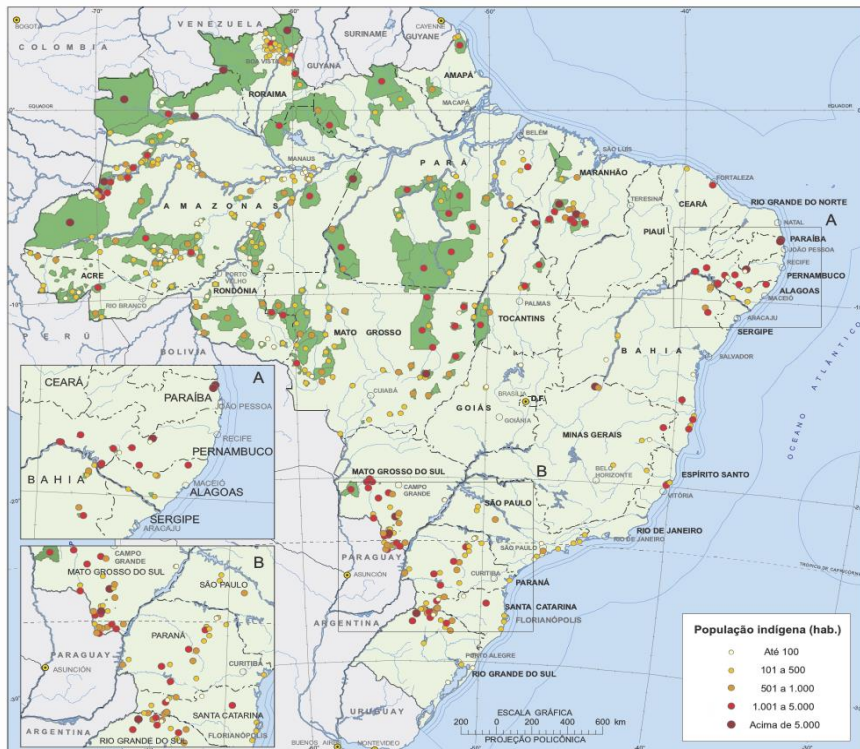 BOGOTÁ
VENEZUELA
CAYENNE
COLOMBIA
SURINAME
GUYANE
GUYANA
BOA VISTA
RORAIMA
AMAPÁ
MACAPÁ
EQUADOR
EQUADOR
0°
BELÉM
SÃO LUÍS
MANAUS
PARÁ
FORTALEZA
MARANHÃO
TERESINA
CEARÁ
RIO GRANDE DO NORTE
NATAL
A
AMAZONAS
PIAUÍ
PARAÍBA
JOÃO PESSOA
RECIFE
PERNAMBUCO
ACRE
PORTO VELHO
RIO BRANCO
RONDÔNIA
PALMAS
TOCANTINS
ALAGOAS
MACEIÓ
ARACAJU
SERGIPE
MATO GROSSO
PERÚ
BOLIVIA
BAHIA
SALVADOR
CUIABÁ
BRASÍLIA
D.F.
GOIÁS
GOIÂNIA
OCEANO ATLÂNTICO
MINAS GERAIS
BELO HORIZONTE
ESPÍRITO SANTO
VITÓRIA
MATO GROSSO DO SUL
CAMPO GRANDE
B
SÃO PAULO
SÃO PAULO
RIO DE JANEIRO
RIO DE JANEIRO
TRÓPICO DE CAPRICÓRNIO
PARAGUAY
ASUNCIÓN
CURITIBA
PARANÁ
SANTA CATARINA
FLORIANÓPOLIS
ARGENTINA
PORTO ALEGRE
RIO GRANDE DO SUL
URUGUAY
BUENOS AIRES
MONTEVIDEO
A
CEARÁ
PARAÍBA
JOÃO PESSOA
RECIFE
PERNAMBUCO
BAHIA
MACEIÓ
ALAGOAS
SERGIPE
ARACAJU
B
CAMPO GRANDE
MATO GROSSO DO SUL
SÃO PAULO
PARANÁ
PARAGUAY
ASUNCIÓN
CURITIBA
ARGENTINA
SANTA CATARINA
RIO GRANDE DO SUL
FLORIANÓPOLIS
ESCALA GRÁFICA
200 0 200 400 600 km
PROJEÇÃO POLICÔNICA
População indígena (hab.)
Até 100
101 a 500
501 a 1.000
1.001 a 5.000
Acima de 5.000